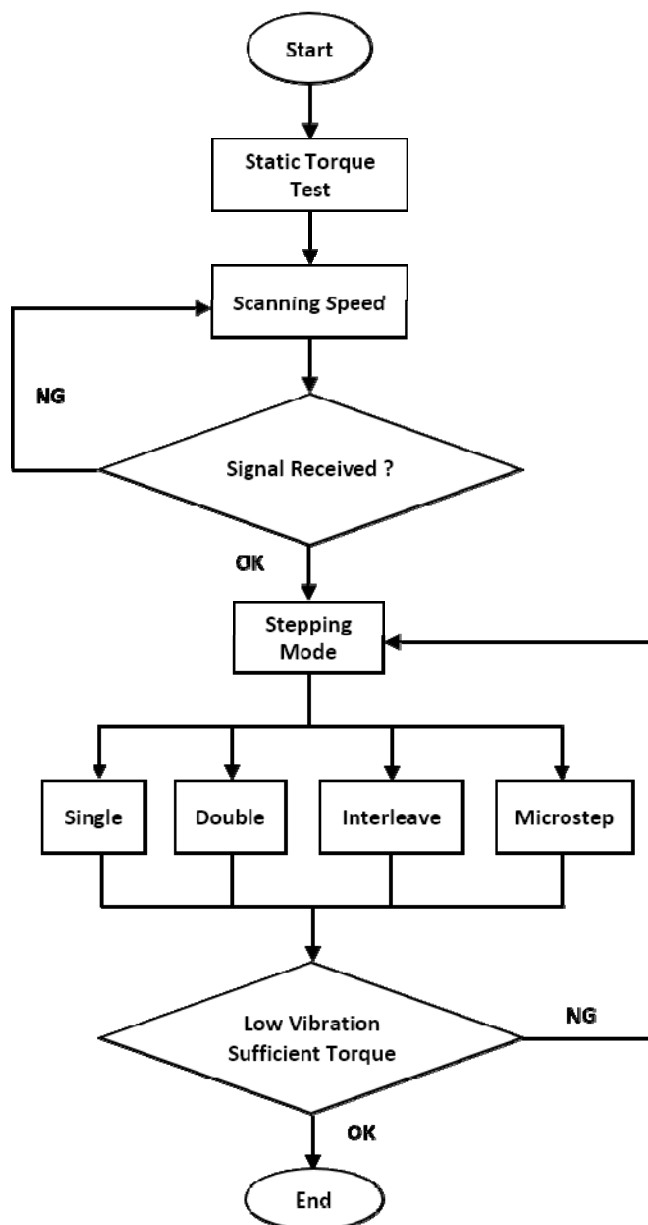 Start
Static Torque
Test
Scanning Speed
NG
Signal Received ?
OK
Stepping
Mode
Single
Double
Interleave
Microstep
Low Vibration
Sufficient Torque
NG
OK
End